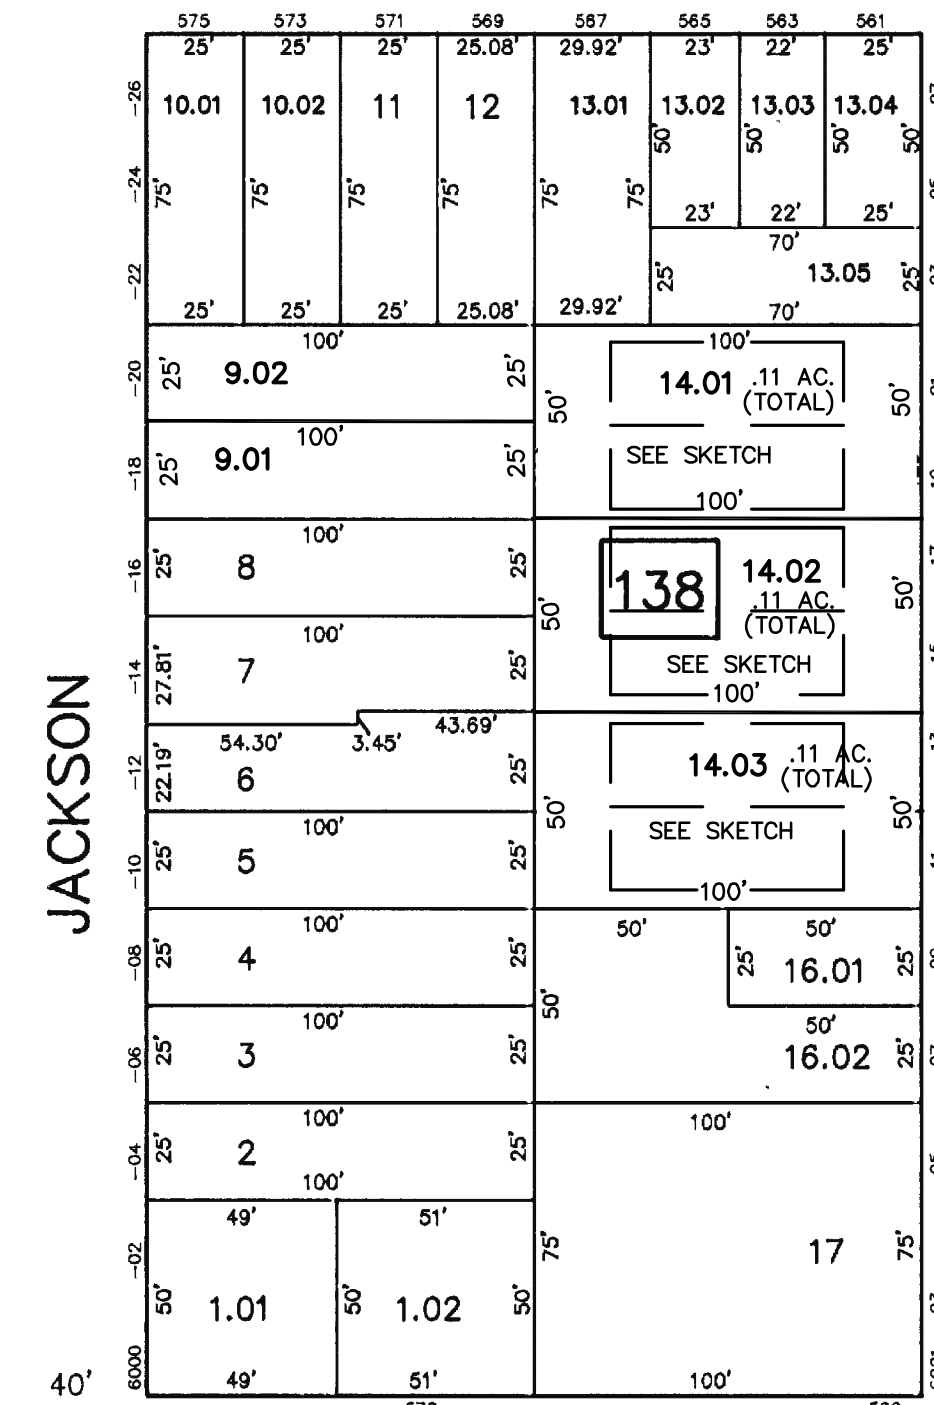 575 573 571 569 567 565 563 561
25' 25' 25' 25.08' 29.92' 23' 22' 25'
-26 10.01 10.02 11 12 13.01 13.02 13.03 13.04
50' 50' 50' 50'
-24 75' 75' 75' 75' 75' 75'
23' 22' 25'
70'
-22 25' 13.05 25'
25' 25' 25' 25.08' 29.92' 70'
100' 100'
-20 25' 9.02 25' 14.01 .11 AC.
50' (TOTAL) 50'
100'
-18 25' 9.01 25' SEE SKETCH
100'
100'
-16 25' 8 25' 138 14.02
50' .11 AC. 50'
(TOTAL)
100'
-14 27.81' 7 25' SEE SKETCH
100'
43.69'
54.30' 3.45'
-12 22.19' 6 25' 14.03 .11 AC.
(TOTAL)
50' 50'
100' SEE SKETCH
-10 25' 5 25'
100'
100' 50' 50'
-08 25' 4 25' 25' 16.01 25'
50'
100' 50'
-06 25' 3 25' 16.02 25'
100' 100'
-04 25' 2 25'
100'
49' 51'
-02 75' 17 75'
50' 1.01 50' 1.02 50'
6000 49' 51' 100'
JACKSON
40'